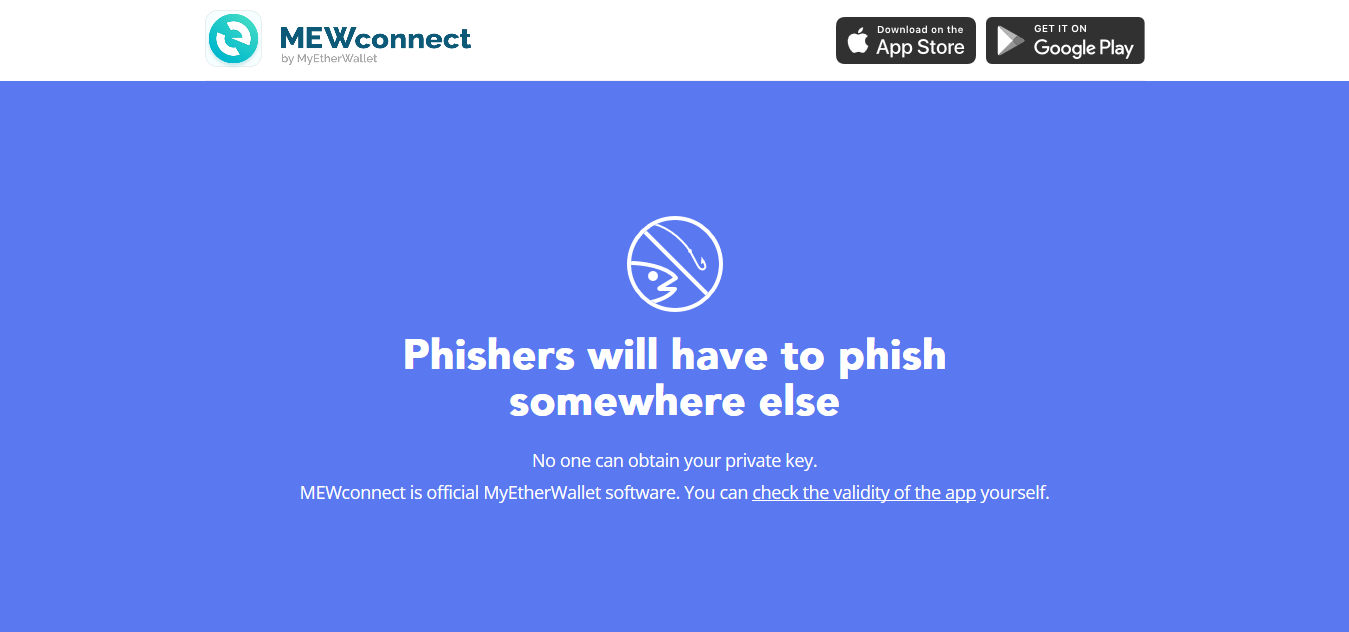 MEWconnect
by MyEtherWallet
Download on the
App Store
GET IT ON
Google Play
Phishers will have to phish
somewhere else
No one can obtain your private key.
MEWconnect is official MyEtherWallet software. You can check the validity of the app yourself.